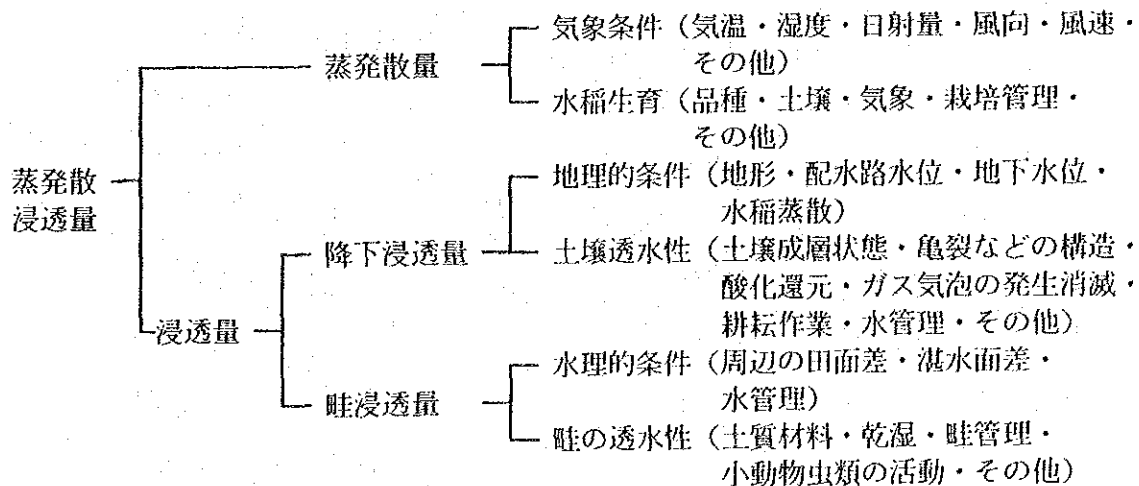 気象条件（気温・湿度・日射量・風向・風速・
その他）
蒸発散量
水稲生育（品種・土壌・気象・栽培管理・
その他）
蒸発散
浸透量
地理的条件（地形・配水路水位・地下水位・
水稲蒸散）
降下浸透量
土壌透水性（土壌成層状態・亀裂などの構造・
酸化還元・ガス気泡の発生消滅・
耕耘作業・水管理・その他）
浸透量
水理的条件（周辺の田面差・湛水面差・
水管理）
畦浸透量
畦の透水性（土質材料・乾湿・畦管理・
小動物虫類の活動・その他）